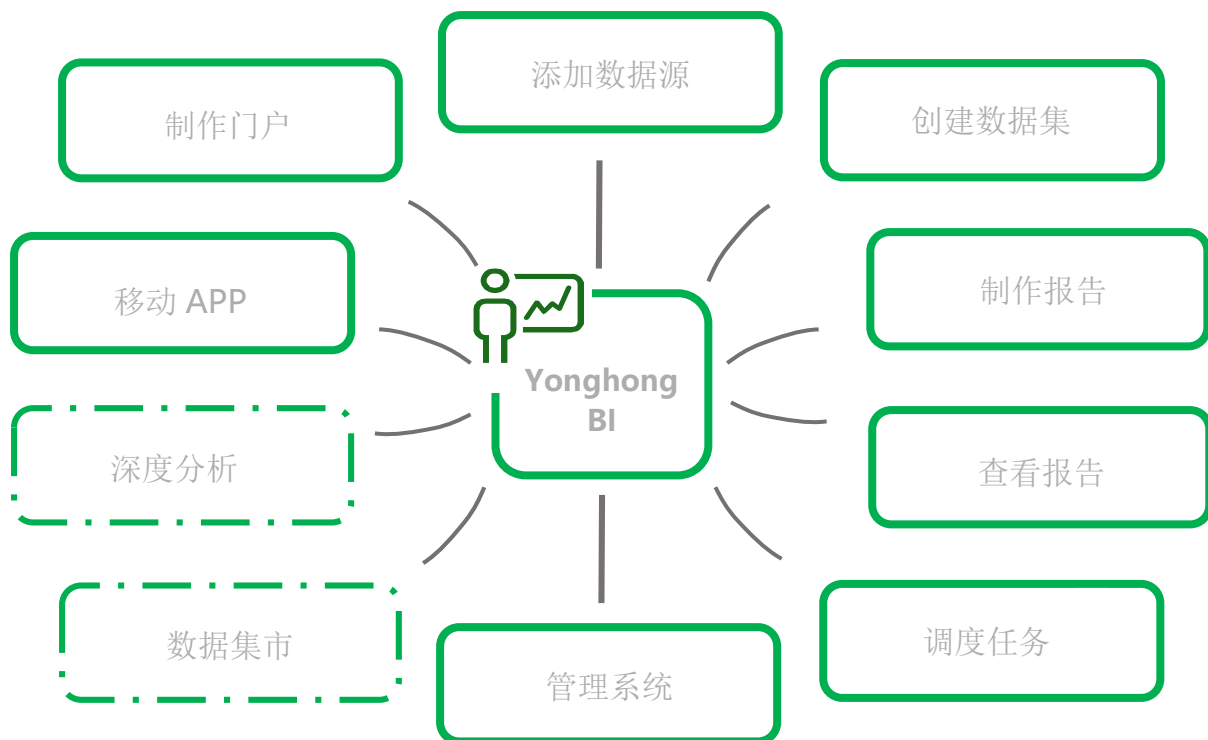 添加数据源
制作门户
创建数据集
移动 APP
制作报告
Yonghong
BI
深度分析
查看报告
数据集市
调度任务
管理系统